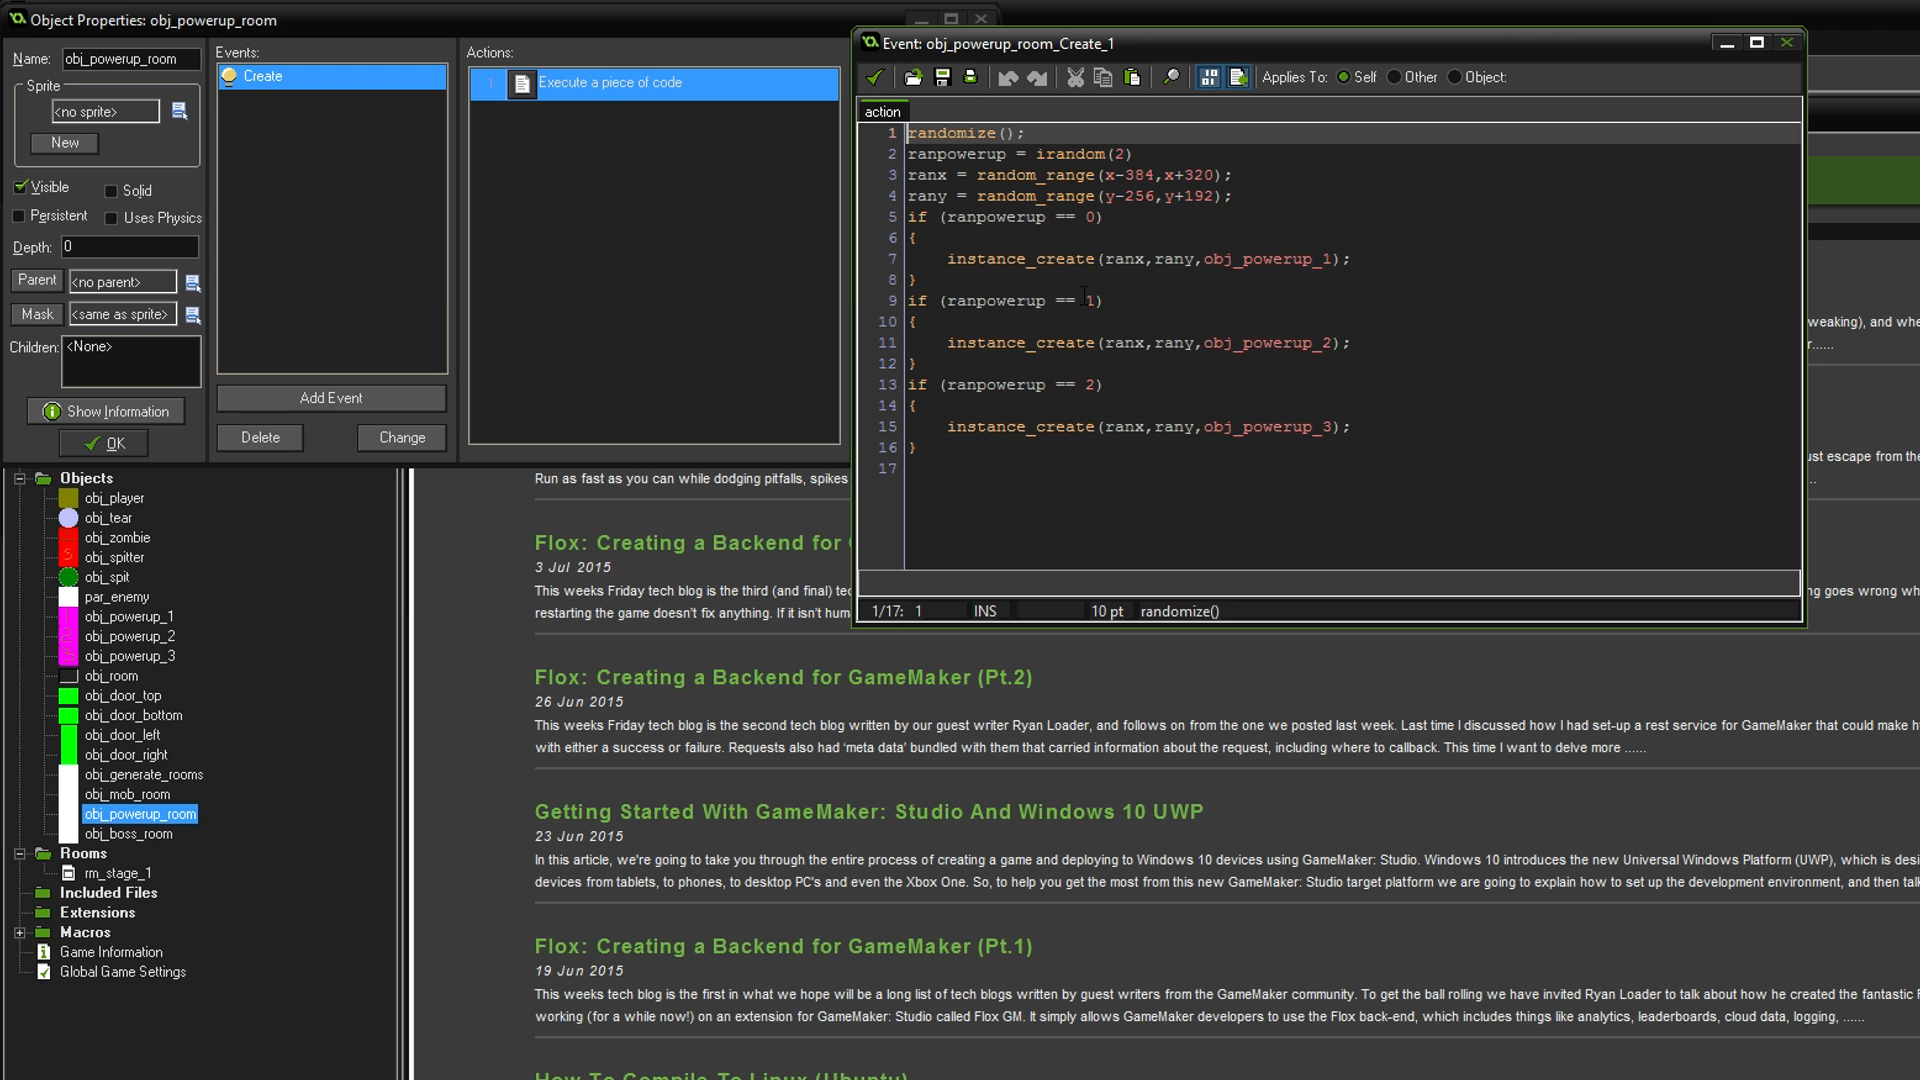 Object Properties: obj_powerup_room
Name: obj_powerup_room
Sprite
<no sprite>
New
Visible
Solid
Persistent
Uses Physics
Depth: 0
Parent <no parent>
Mask <same as sprite>
Children: <None>
Show Information
OK
Events:
Create
Add Event
Delete
Change
Actions:
1 Execute a piece of code
Event: obj_powerup_room_Create_1
Applies To: Self Other Object:
action
1 randomize();
2 ranpowerup = irandom(2)
3 ranx = random_range(x-384,x+320);
4 rany = random_range(y-256,y+192);
5 if (ranpowerup == 0)
6 {
7 instance_create(ranx,rany,obj_powerup_1);
8 }
9 if (ranpowerup == 1)
10 {
11 instance_create(ranx,rany,obj_powerup_2);
12 }
13 if (ranpowerup == 2)
14 {
15 instance_create(ranx,rany,obj_powerup_3);
16 }
17
1/17: 1 INS 10 pt randomize()
Objects
obj_player
obj_tear
obj_zombie
obj_spitter
obj_spit
par_enemy
obj_powerup_1
obj_powerup_2
obj_powerup_3
obj_room
obj_door_top
obj_door_bottom
obj_door_left
obj_door_right
obj_generate_rooms
obj_mob_room
obj_powerup_room
obj_boss_room
Rooms
rm_stage_1
Included Files
Extensions
Macros
Game Information
Global Game Settings
weaking), and whe
r......
ust escape from the
..
Run as fast as you can while dodging pitfalls, spikes
Flox: Creating a Backend for
3 Jul 2015
This weeks Friday tech blog is the third (and final) tec
ng goes wrong wh
restarting the game doesn't fix anything. If it isn't hum
Flox: Creating a Backend for GameMaker (Pt.2)
26 Jun 2015
This weeks Friday tech blog is the second tech blog written by our guest writer Ryan Loader, and follows on from the one we posted last week. Last time I discussed how I had set-up a rest service for GameMaker that could make h
with either a success or failure. Requests also had 'meta data' bundled with them that carried information about the request, including where to callback. This time I want to delve more ......
Getting Started With GameMaker: Studio And Windows 10 UWP
23 Jun 2015
In this article, we're going to take you through the entire process of creating a game and deploying to Windows 10 devices using GameMaker: Studio. Windows 10 introduces the new Universal Windows Platform (UWP), which is desi
devices from tablets, to phones, to desktop PC's and even the Xbox One. So, to help you get the most from this new GameMaker: Studio target platform we are going to explain how to set up the development environment, and then talk
Flox: Creating a Backend for GameMaker (Pt.1)
19 Jun 2015
This weeks tech blog is the first in what we hope will be a long list of tech blogs written by guest writers from the GameMaker community. To get the ball rolling we have invited Ryan Loader to talk about how he created the fantastic F
working (for a while now!) on an extension for GameMaker: Studio called Flox GM. It simply allows GameMaker developers to use the Flox back-end, which includes things like analytics, leaderboards, cloud data, logging, ......
How To Compile To Linux (Ubuntu)